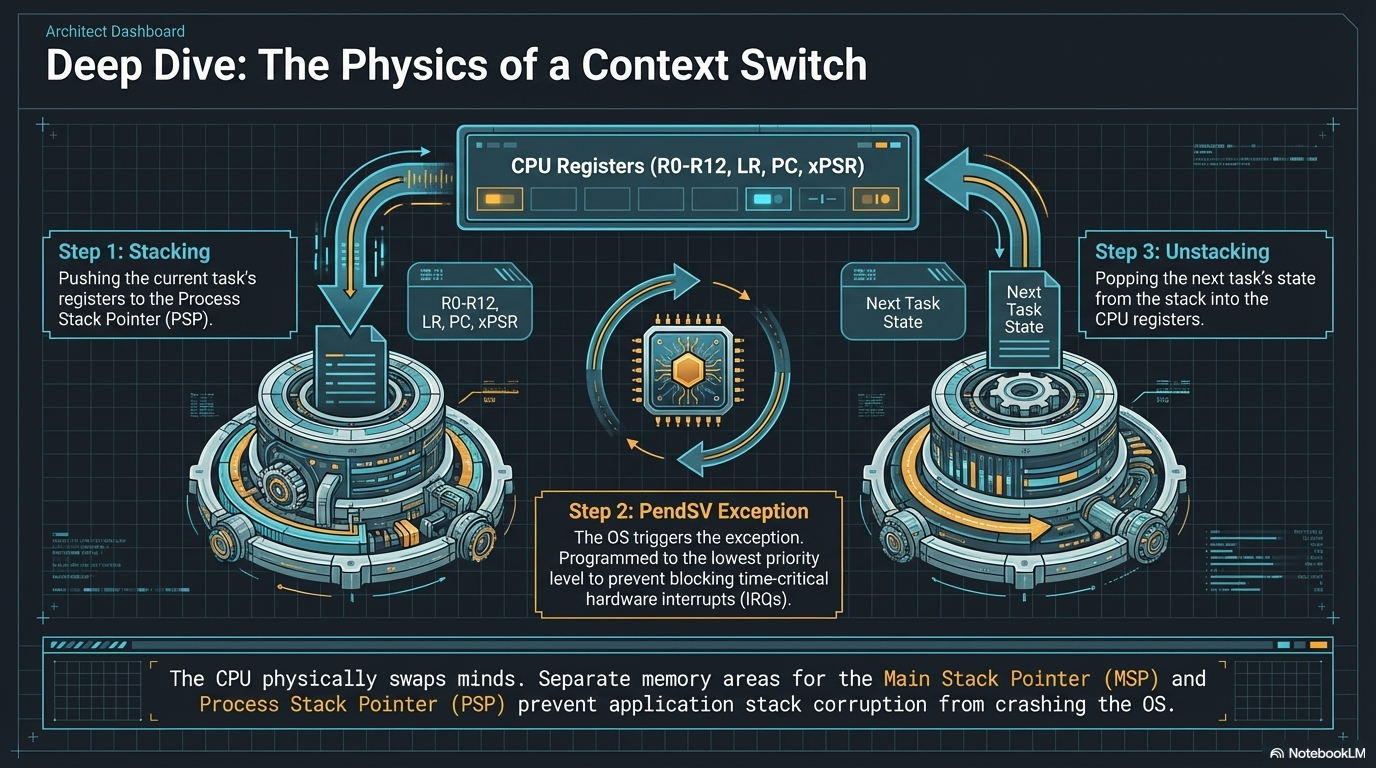 Architect Dashboard
Deep Dive: The Physics of a Context Switch
CPU Registers (R0-R12, LR, PC, xPSR)
Step 1: Stacking
Pushing the current task's
registers to the Process
Stack Pointer (PSP).
R0-R12,
LR, PC, xPSR
Next Task
State
Next
Task
State
Step 3: Unstacking
Popping the next task's state
from the stack into the
CPU registers.
Step 2: PendSV Exception
The OS triggers the exception.
Programmed to the lowest priority
level to prevent blocking time-critical
hardware interrupts (IRQs).
The CPU physically swaps minds. Separate memory areas for the Main Stack Pointer (MSP) and
Process Stack Pointer (PSP) prevent application stack corruption from crashing the OS.
NotebookLM